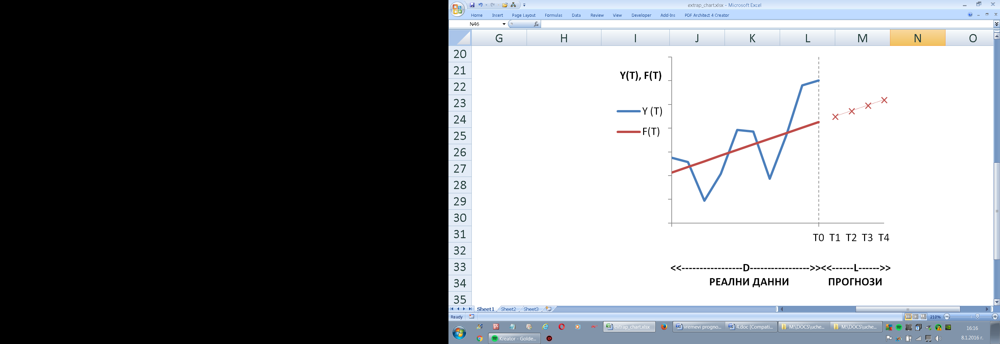 extrap_chart.xlsx - Microsoft Excel
Home Insert Page Layout Formulas Data Review View Developer Add-Ins PDF Architect 4 Creator
N46 fx
G H I J K L M N O
20
21
22
23
24
25
26
27
28
29
30
31
32
33
34
35
Y(T), F(T)
Y (T)
F(T)
T0 T1 T2 T3 T4
<<-----------------D----------------->><<------L------>>
РЕАЛНИ ДАННИ ПРОГНОЗИ
Sheet1 Sheet2 Sheet3
Ready 210%
extrap_chart.xlsx vremevi progno... 4.doc [Compati... M:\DOCS\uche... M:\DOCS\uche... 16:16
Kreator - Golde... 8.1.2016 г.